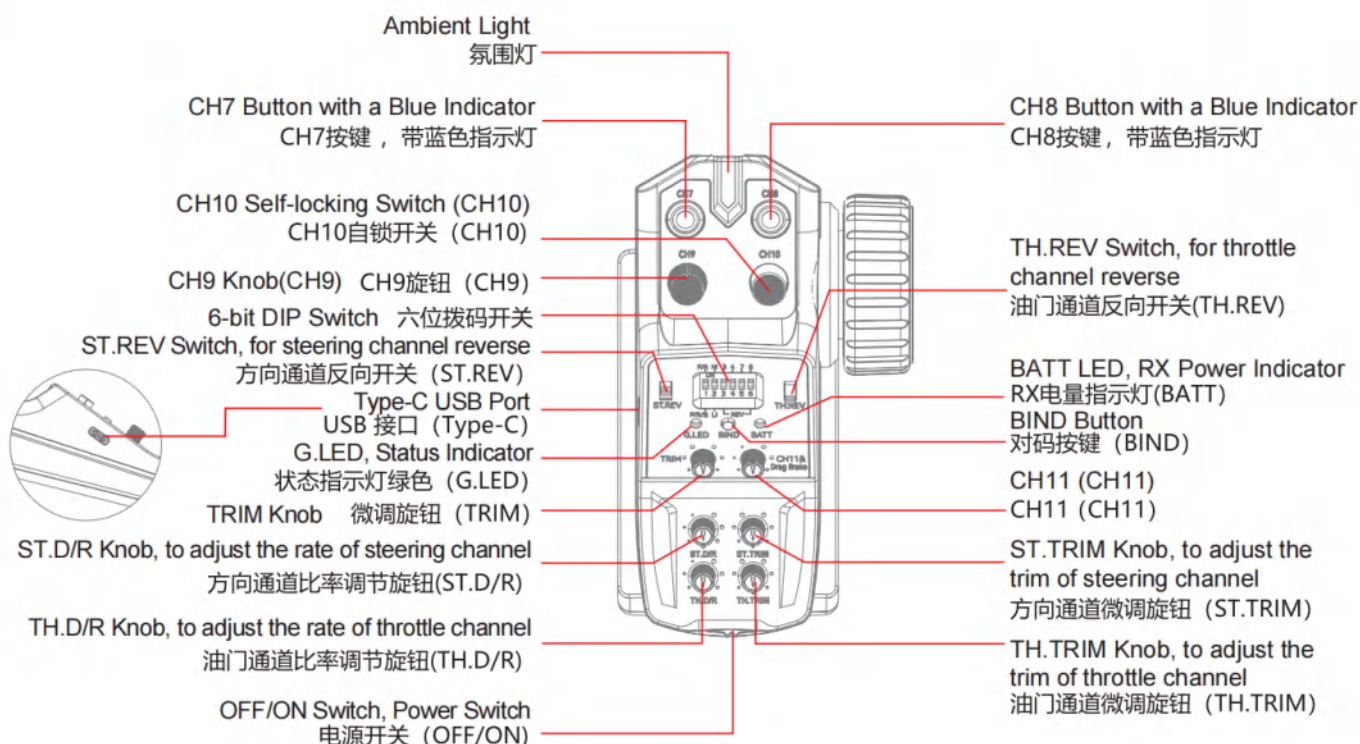 Ambient Light
氛围灯
CH7 Button with a Blue Indicator
CH7按键，带蓝色指示灯
CH10 Self-locking Switch (CH10)
CH10自锁开关（CH10)
CH9 Knob(CH9) CH9旋钮（CH9)
6-bit DIP Switch 六位拨码开关
ST.REV Switch, for steering channel reverse
方向通道反向开关（ST.REV)
Type-C USB Port
USB 接口（Type-C)
G.LED, Status Indicator
状态指示灯绿色（G.LED)
TRIM Knob 微调旋钮（TRIM)
ST.D/R Knob, to adjust the rate of steering channel
方向通道比率调节旋钮(ST.D/R)
TH.D/R Knob, to adjust the rate of throttle channel
油门通道比率调节旋钮(TH.D/R)
OFF/ON Switch, Power Switch
电源开关（OFF/ON)
CH7
CH8
CH9
CH10
1 2 3 4 5 6
ST.REV
TH.REV
REV
G.LED BIND BATT
TRIM
CH11&
Drag Brake
ST.D/R
ST.TRIM
TH.D/R
TH.TRIM
CH8 Button with a Blue Indicator
CH8按键，带蓝色指示灯
TH.REV Switch, for throttle
channel reverse
油门通道反向开关(TH.REV)
BATT LED, RX Power Indicator
RX电量指示灯(BATT)
BIND Button
对码按键（BIND)
CH11 (CH11)
CH11 (CH11)
ST.TRIM Knob, to adjust the
trim of steering channel
方向通道微调旋钮（ST.TRIM)
TH.TRIM Knob, to adjust the
trim of throttle channel
油门通道微调旋钮（TH.TRIM)